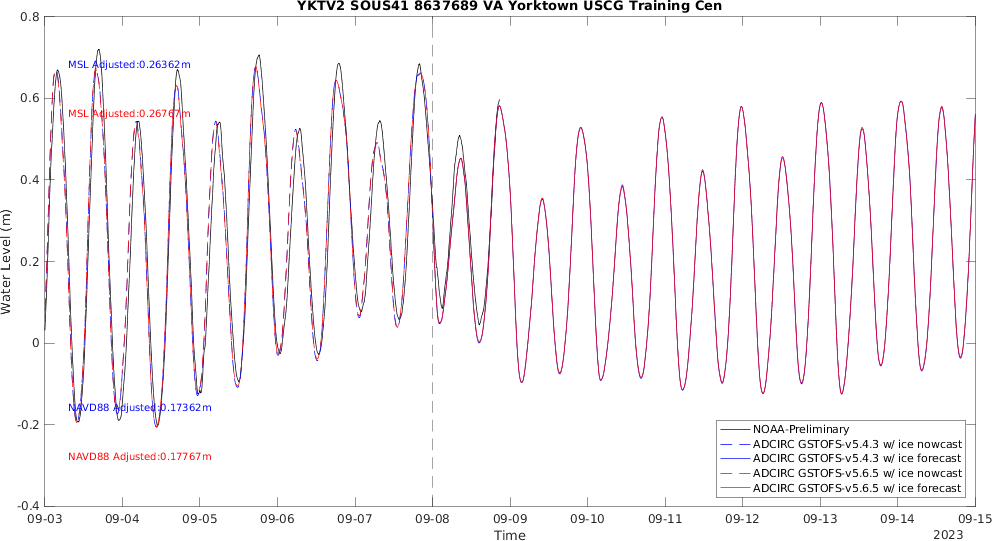 YKTV2 SOUS41 8637689 VA Yorktown USCG Training Cen
Water Level (m)
0.8
0.6
0.4
0.2
0
-0.2
-0.4
MSL Adjusted:0.26362m
MSL Adjusted:0.26767m
NAVD88 Adjusted:0.17362m
NAVD88 Adjusted:0.17767m
NOAA-Preliminary
ADCIRC GSTOFS-v5.4.3 w/ ice nowcast
ADCIRC GSTOFS-v5.4.3 w/ ice forecast
ADCIRC GSTOFS-v5.6.5 w/ ice nowcast
ADCIRC GSTOFS-v5.6.5 w/ ice forecast
09-03 09-04 09-05 09-06 09-07 09-08 09-09 09-10 09-11 09-12 09-13 09-14 09-15
Time
2023